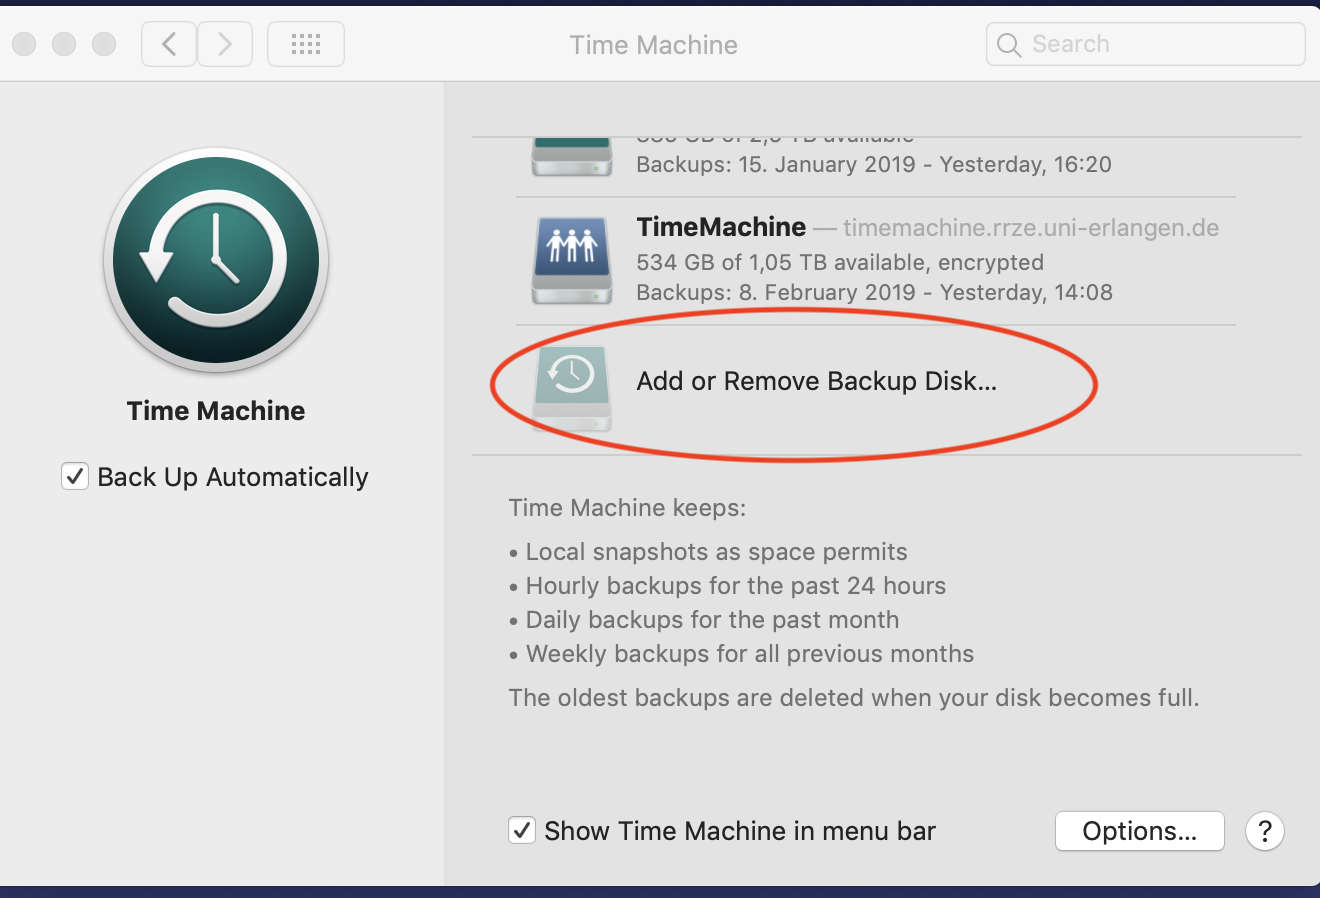 Time Machine
Search
Backups: 15. January 2019 - Yesterday, 16:20
TimeMachine — timemachine.rrze.uni-erlangen.de
534 GB of 1,05 TB available, encrypted
Backups: 8. February 2019 - Yesterday, 14:08
Add or Remove Backup Disk...
Time Machine
✓ Back Up Automatically
Time Machine keeps:
• Local snapshots as space permits
• Hourly backups for the past 24 hours
• Daily backups for the past month
• Weekly backups for all previous months
The oldest backups are deleted when your disk becomes full.
✓ Show Time Machine in menu bar
Options...
?